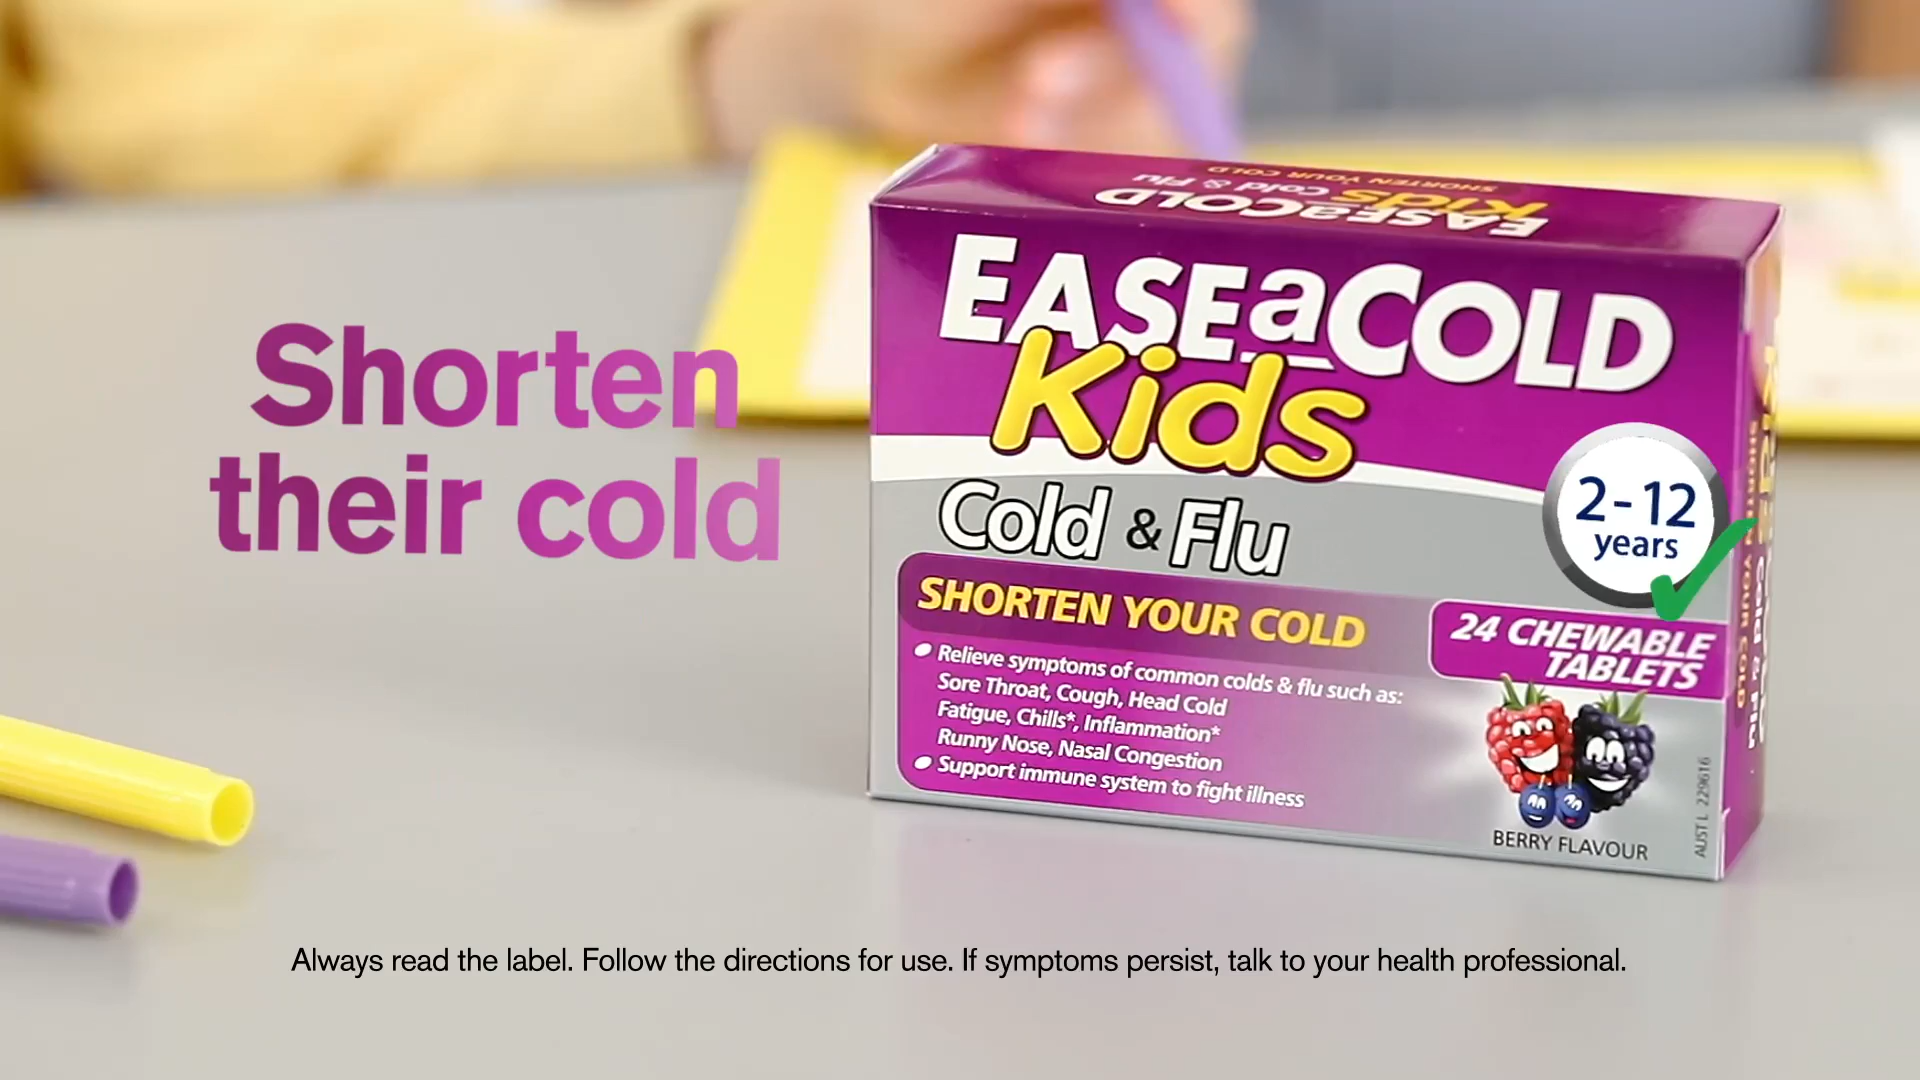 SHORTEN YOUR COLD
EASEaCOLD
Kids Cold & Flu
EASEaCOLD
Kids
Cold & Flu
2-12
years
SHORTEN YOUR COLD
24 CHEWABLE
TABLETS
Relieve symptoms of common colds & flu such as:
Sore Throat, Cough, Head Cold
Fatigue, Chills*, Inflammation*
Runny Nose, Nasal Congestion
Support immune system to fight illness
BERRY FLAVOUR
AUST L 229616
Shorten
their cold
Always read the label. Follow the directions for use. If symptoms persist, talk to your health professional.